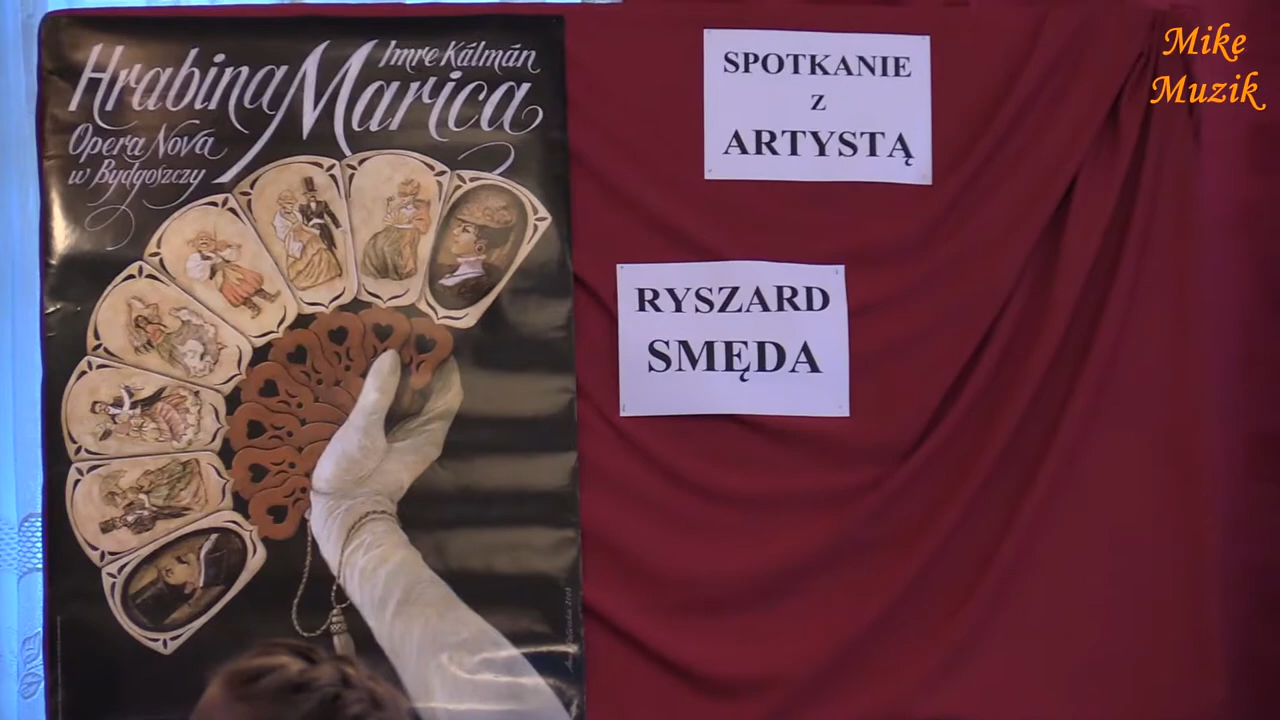 Imre Kálmán
Hrabina Marica
Opera Nova
w Bydgoszczy
SPOTKANIE
Z
ARTYSTĄ
RYSZARD
SMĘDA
Mike
Muzik